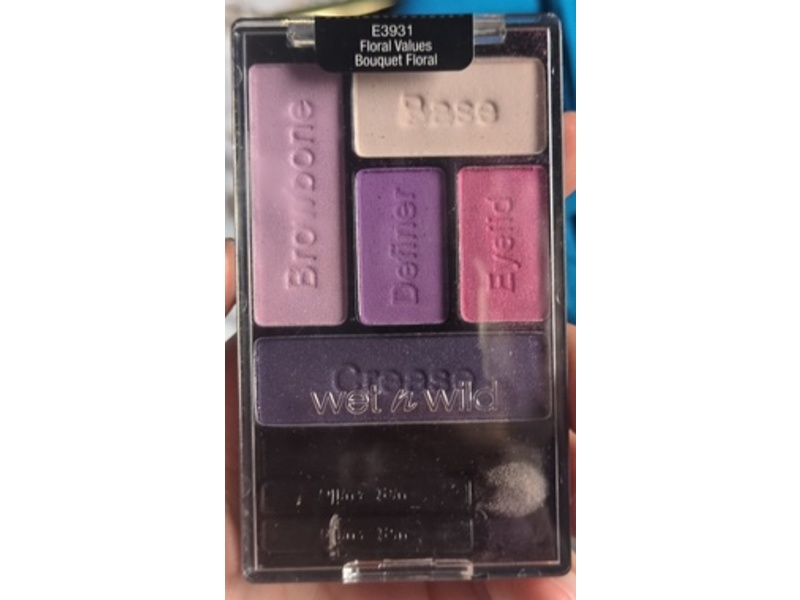 E3931
Floral Values
Bouquet Floral
Browbone
Base
Definer
Eyelid
Crease
wet n wild